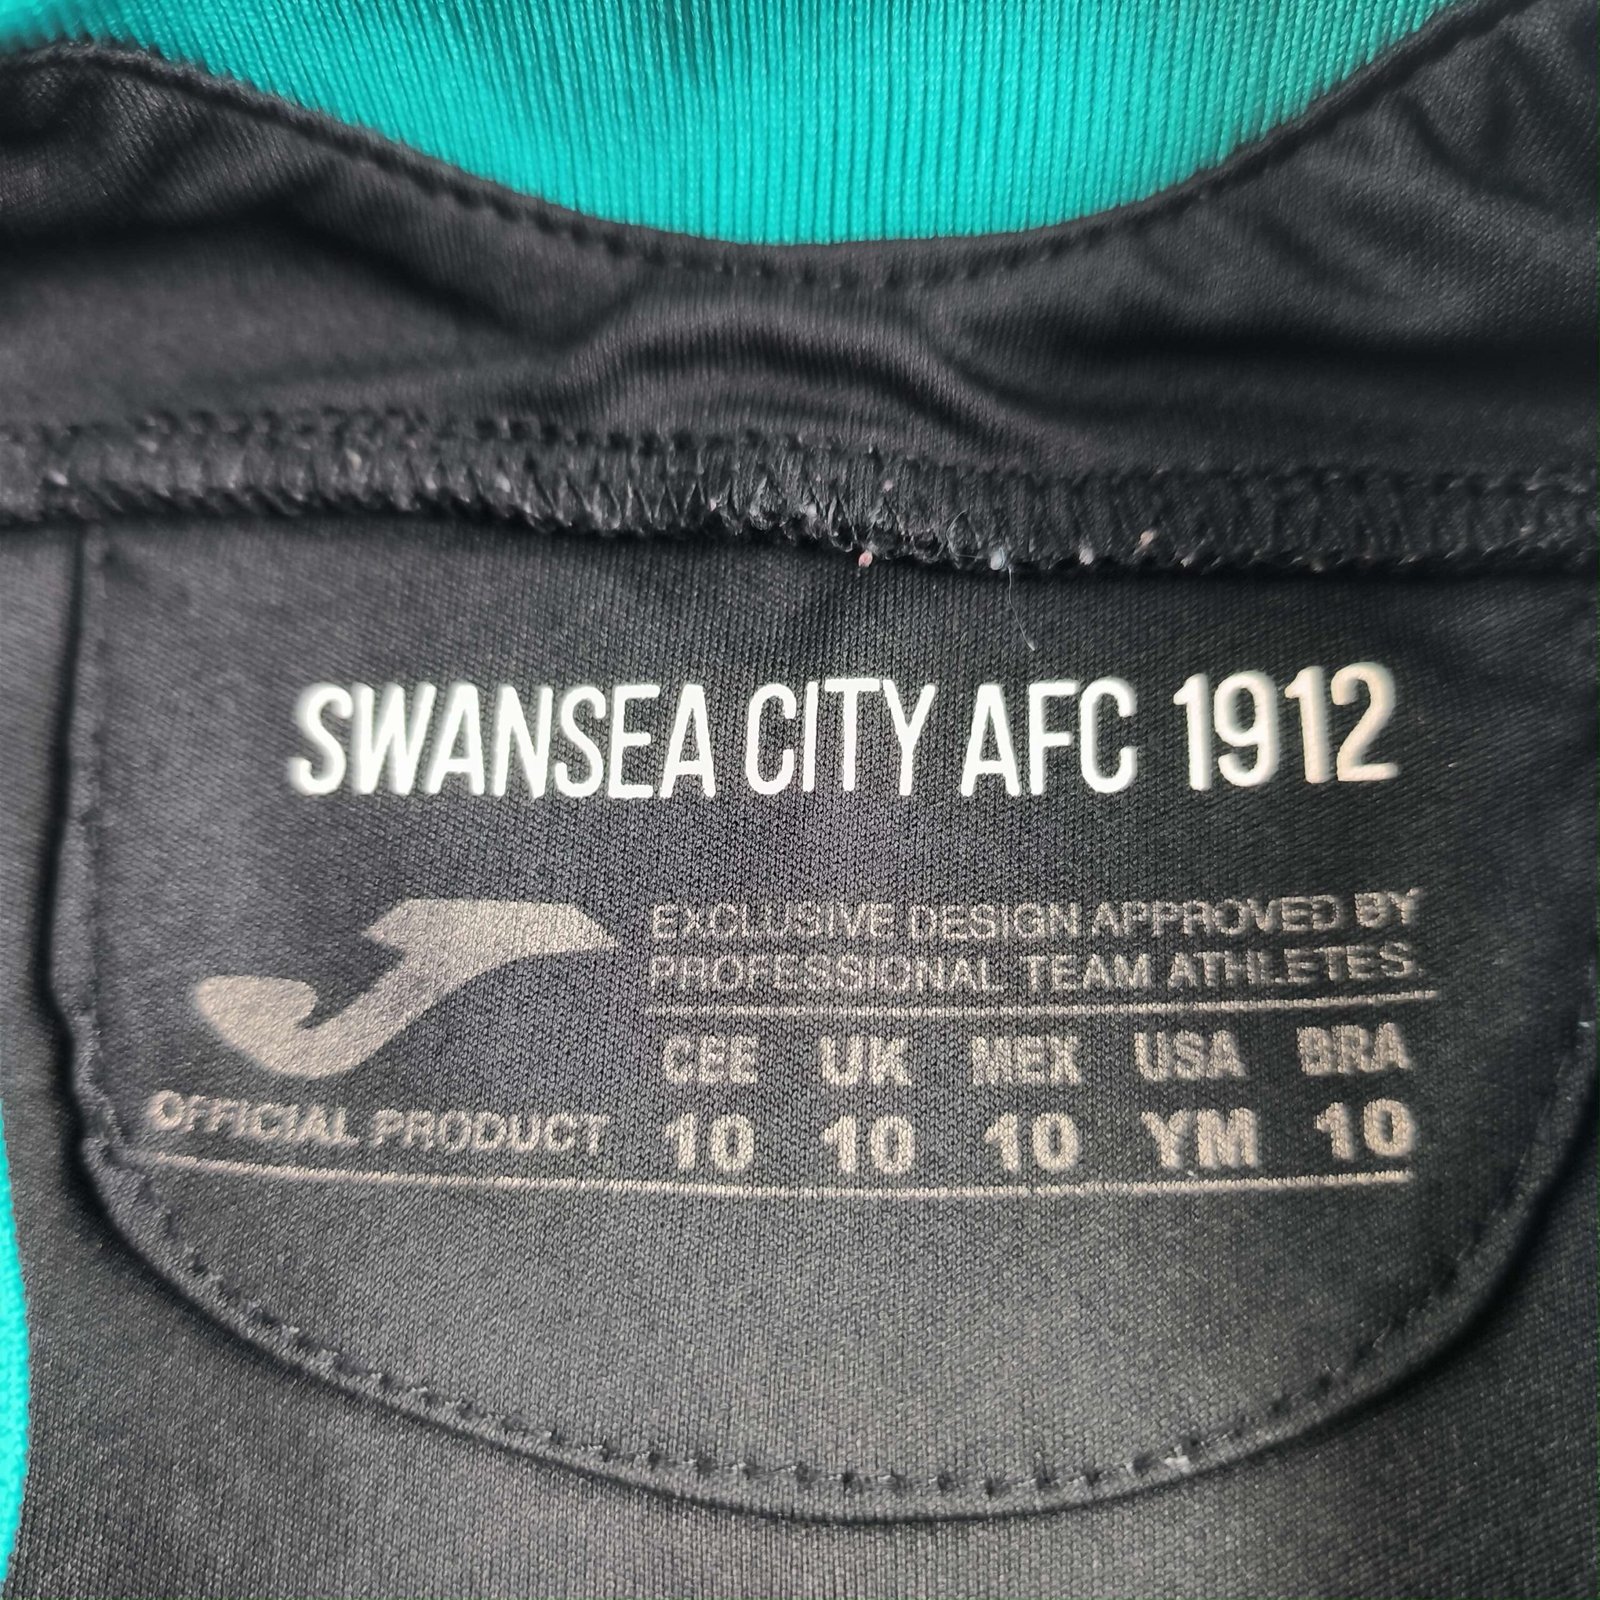 SWANSEA CITY AFC 1912
EXCLUSIVE DESIGN APPROVED BY
PROFESSIONAL TEAM ATHLETES.
CEE UK MEX USA BRA
OFFICIAL PRODUCT 10 10 10 YM 10